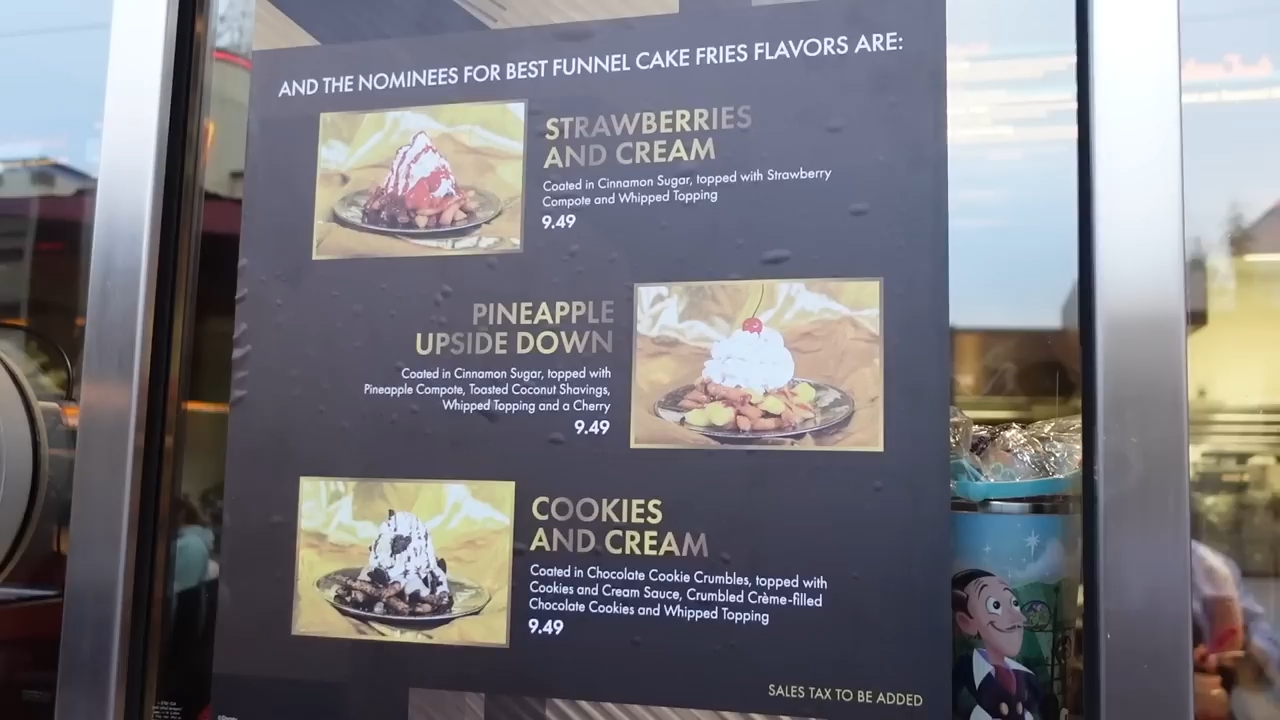 AND THE NOMINEES FOR BEST FUNNEL CAKE FRIES FLAVORS ARE:
STRAWBERRIES
AND CREAM
Coated in Cinnamon Sugar, topped with Strawberry
Compote and Whipped Topping
9.49
PINEAPPLE
UPSIDE DOWN
Coated in Cinnamon Sugar, topped with
Pineapple Compote, Toasted Coconut Shavings,
Whipped Topping and a Cherry
9.49
COOKIES
AND CREAM
Coated in Chocolate Cookie Crumbles, topped with
Cookies and Cream Sauce, Crumbled Crème-filled
Chocolate Cookies and Whipped Topping
9.49
SALES TAX TO BE ADDED